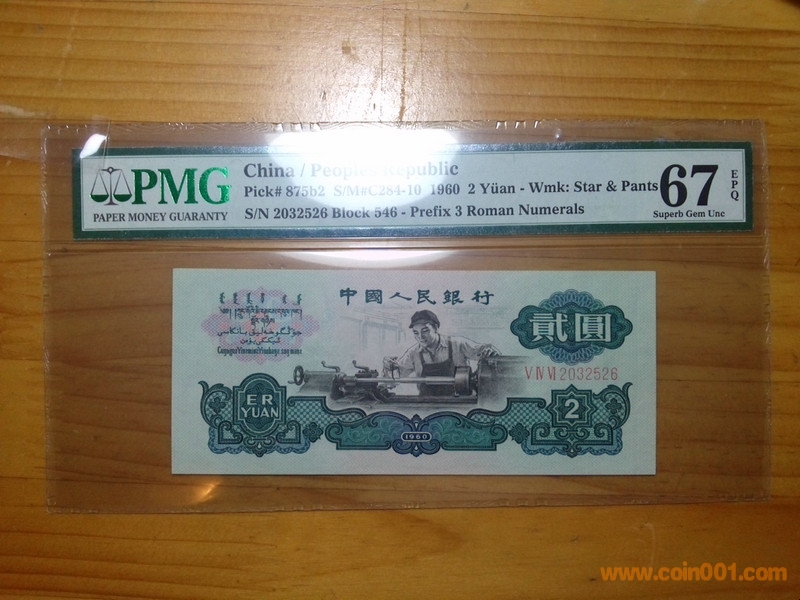 PMG
PAPER MONEY GUARANTY
China / People's Republic
Pick# 875b2 S/M#C284-10 1960 2 Yüan - Wmk: Star & Pants
S/N 2032526 Block 546 - Prefix 3 Roman Numerals
67
EPQ
Superb Gem Unc
中國人民銀行
貳圓
V IV VI 2032526
ER
YUAN
2
1960
www.coin001.com